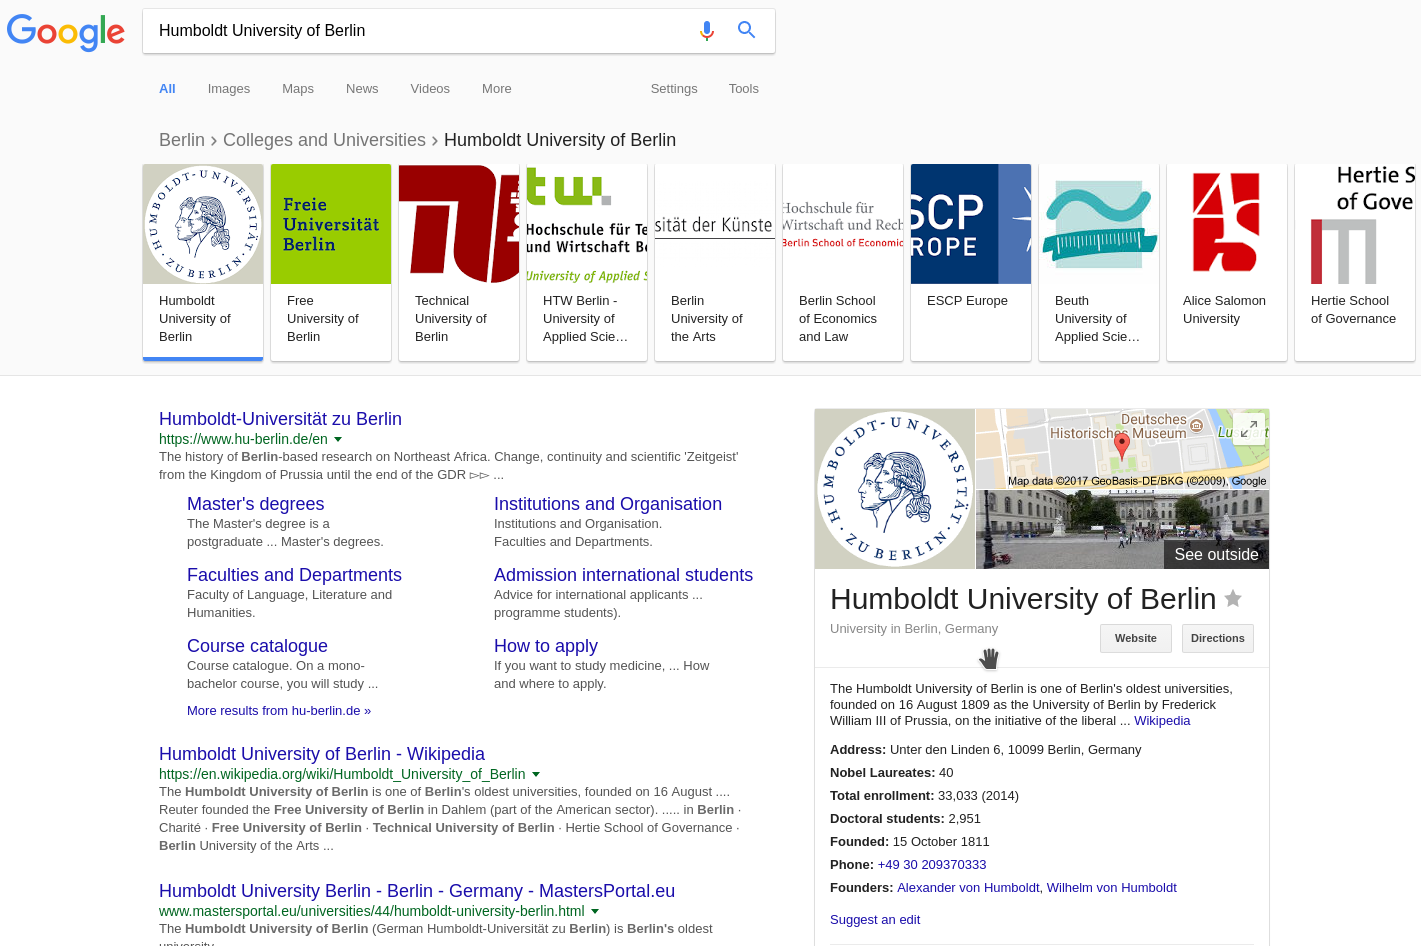 Google
Humboldt University of Berlin
All Images Maps News Videos More Settings Tools
Berlin › Colleges and Universities › Humboldt University of Berlin
HUMBOLDT-UNIVERSITÄT
·ZU BERLIN·
Freie
Universität
Berlin
Hochschule für Te
und Wirtschaft Be
University of Applied S
sität der Künste
Hochschule für
Wirtschaft und Rech
Berlin School of Economic
SCP
ROPE
Hertie S
of Gove
Humboldt
University of
Berlin
Free
University of
Berlin
Technical
University of
Berlin
HTW Berlin -
University of
Applied Scie…
Berlin
University of
the Arts
Berlin School
of Economics
and Law
ESCP Europe
Beuth
University of
Applied Scie…
Alice Salomon
University
Hertie School
of Governance
Humboldt-Universität zu Berlin
https://www.hu-berlin.de/en
The history of Berlin-based research on Northeast Africa. Change, continuity and scientific 'Zeitgeist'
from the Kingdom of Prussia until the end of the GDR ▻▻ ...
Master's degrees
The Master's degree is a
postgraduate ... Master's degrees.
Institutions and Organisation
Institutions and Organisation.
Faculties and Departments.
Faculties and Departments
Faculty of Language, Literature and
Humanities.
Admission international students
Advice for international applicants ...
programme students).
Course catalogue
Course catalogue. On a mono-
bachelor course, you will study ...
How to apply
If you want to study medicine, ... How
and where to apply.
More results from hu-berlin.de »
Humboldt University of Berlin - Wikipedia
https://en.wikipedia.org/wiki/Humboldt_University_of_Berlin
The Humboldt University of Berlin is one of Berlin's oldest universities, founded on 16 August ....
Reuter founded the Free University of Berlin in Dahlem (part of the American sector). ..... in Berlin ·
Charité · Free University of Berlin · Technical University of Berlin · Hertie School of Governance ·
Berlin University of the Arts ...
Humboldt University Berlin - Berlin - Germany - MastersPortal.eu
www.mastersportal.eu/universities/44/humboldt-university-berlin.html
The Humboldt University of Berlin (German Humboldt-Universität zu Berlin) is Berlin's oldest
university
HUMBOLDT-UNIVERSITÄT
·ZU BERLIN·
Deutsches
Historisches Museum
Map data ©2017 GeoBasis-DE/BKG (©2009), Google
See outside
Humboldt University of Berlin
University in Berlin, Germany
Website Directions
The Humboldt University of Berlin is one of Berlin's oldest universities,
founded on 16 August 1809 as the University of Berlin by Frederick
William III of Prussia, on the initiative of the liberal ... Wikipedia
Address: Unter den Linden 6, 10099 Berlin, Germany
Nobel Laureates: 40
Total enrollment: 33,033 (2014)
Doctoral students: 2,951
Founded: 15 October 1811
Phone: +49 30 209370333
Founders: Alexander von Humboldt, Wilhelm von Humboldt
Suggest an edit